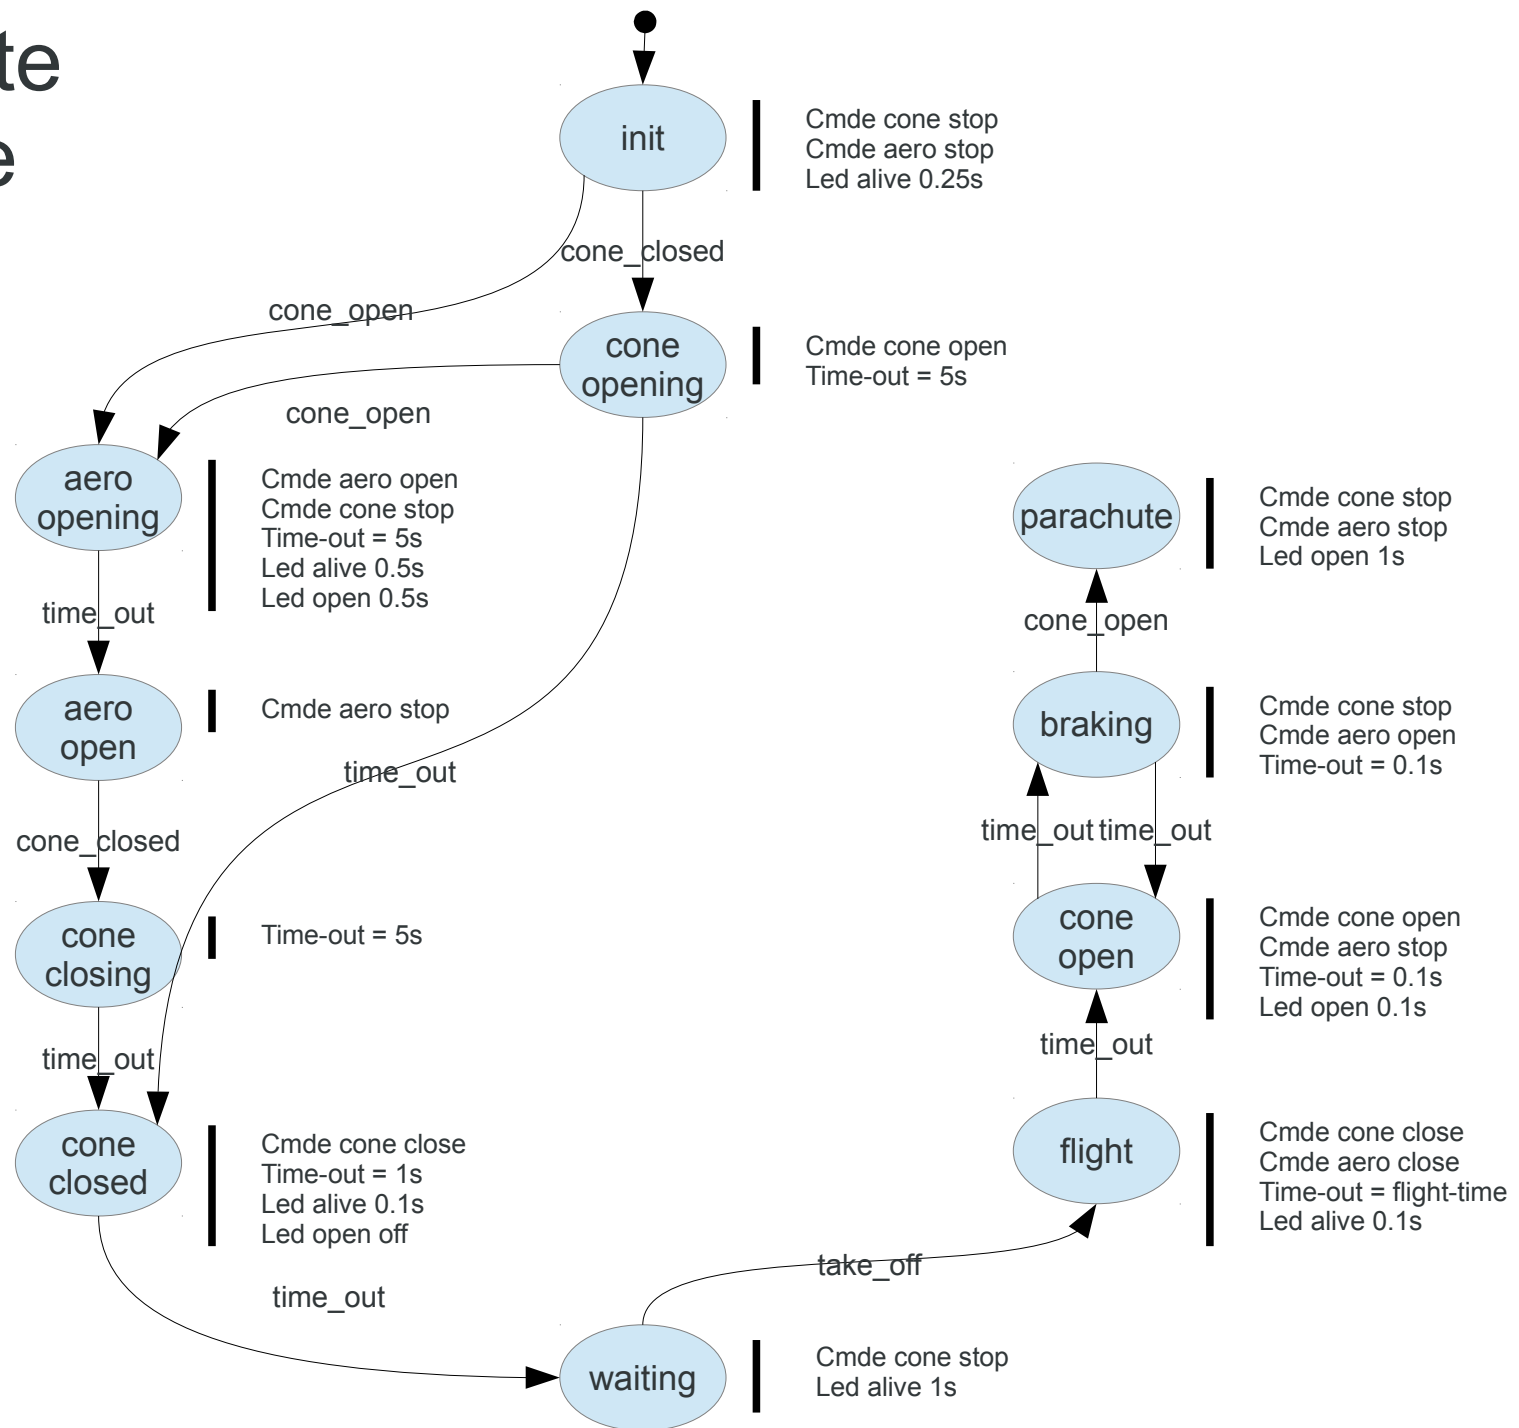 te
e
init
Cmde cone stop
Cmde aero stop
Led alive 0.25s
cone_closed
cone_open
cone
opening
Cmde cone open
Time-out = 5s
cone_open
aero
opening
Cmde aero open
Cmde cone stop
Time-out = 5s
Led alive 0.5s
Led open 0.5s
time_out
aero
open
Cmde aero stop
time_out
cone_closed
cone
closing
Time-out = 5s
time_out
cone
closed
Cmde cone close
Time-out = 1s
Led alive 0.1s
Led open off
time_out
waiting
Cmde cone stop
Led alive 1s
take_off
parachute
Cmde cone stop
Cmde aero stop
Led open 1s
cone_open
braking
Cmde cone stop
Cmde aero open
Time-out = 0.1s
time_out time_out
cone
open
Cmde cone open
Cmde aero stop
Time-out = 0.1s
Led open 0.1s
time_out
flight
Cmde cone close
Cmde aero close
Time-out = flight-time
Led alive 0.1s